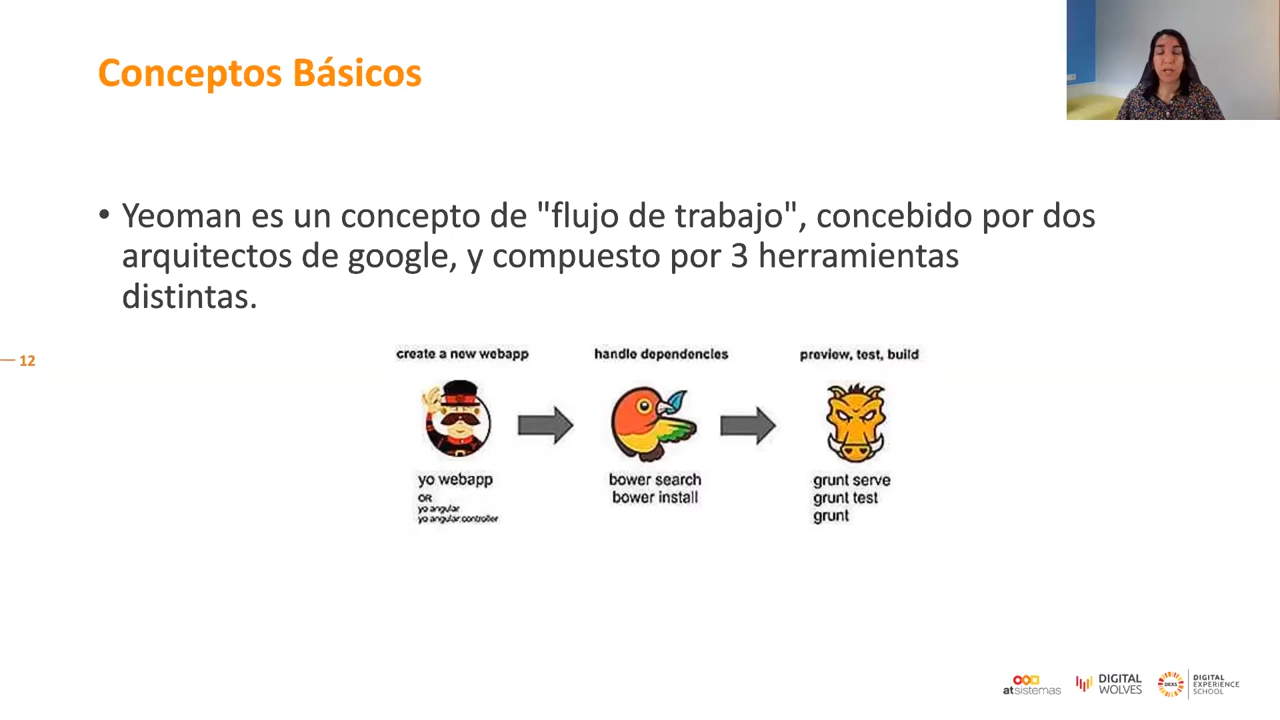 Conceptos Básicos
• Yeoman es un concepto de "flujo de trabajo", concebido por dos
arquitectos de google, y compuesto por 3 herramientas
distintas.
12
create a new webapp
handle dependencies
preview, test, build
yo webapp
OR
yo angular
yo angular:controller
bower search
bower install
grunt serve
grunt test
grunt
atsistemas
DIGITAL
WOLVES
DEXS
DIGITAL
EXPERIENCE
SCHOOL